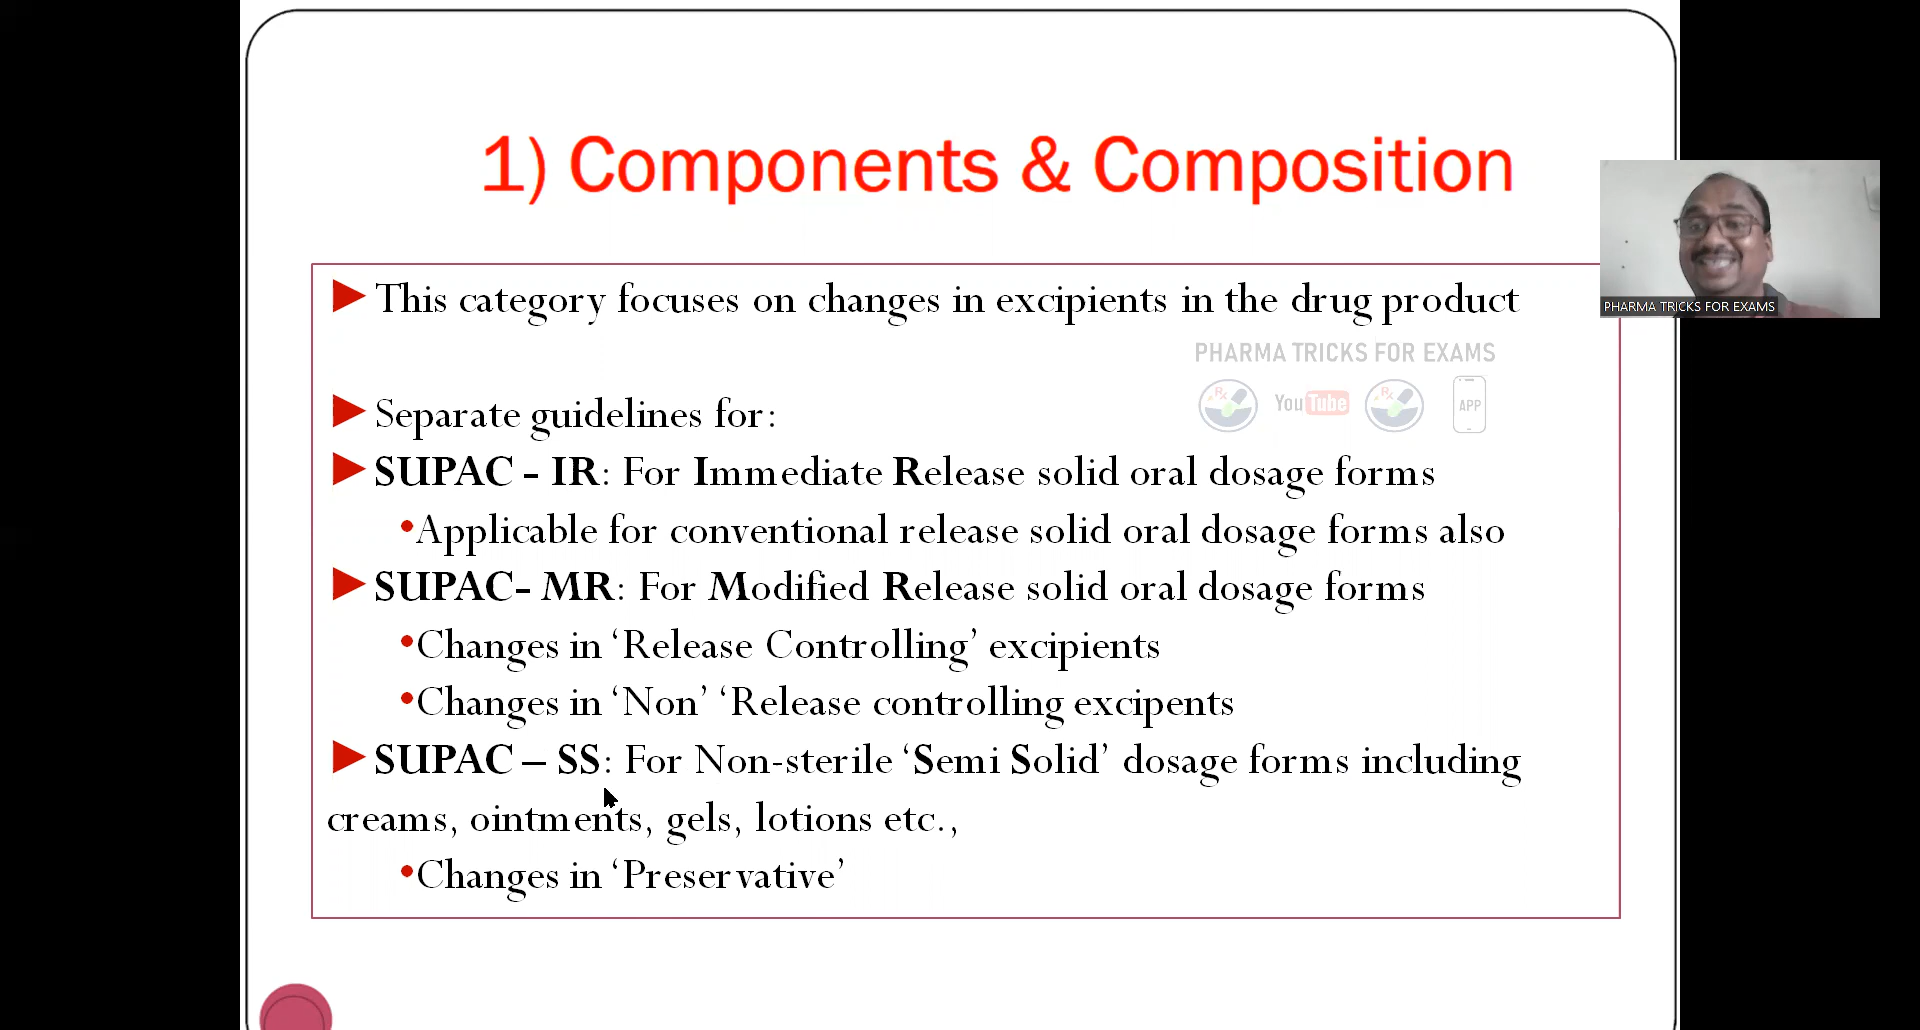 1) Components & Composition
This category focuses on changes in excipients in the drug product
PHARMA TRICKS FOR EXAMS
Rx
YouTube
Rx
APP
Separate guidelines for:
SUPAC - IR: For Immediate Release solid oral dosage forms
•Applicable for conventional release solid oral dosage forms also
SUPAC- MR: For Modified Release solid oral dosage forms
•Changes in ‘Release Controlling’ excipients
•Changes in ‘Non’ ‘Release controlling excipents
SUPAC – SS: For Non-sterile ‘Semi Solid’ dosage forms including
creams, ointments, gels, lotions etc.,
•Changes in ‘Preservative’
PHARMA TRICKS FOR EXAMS